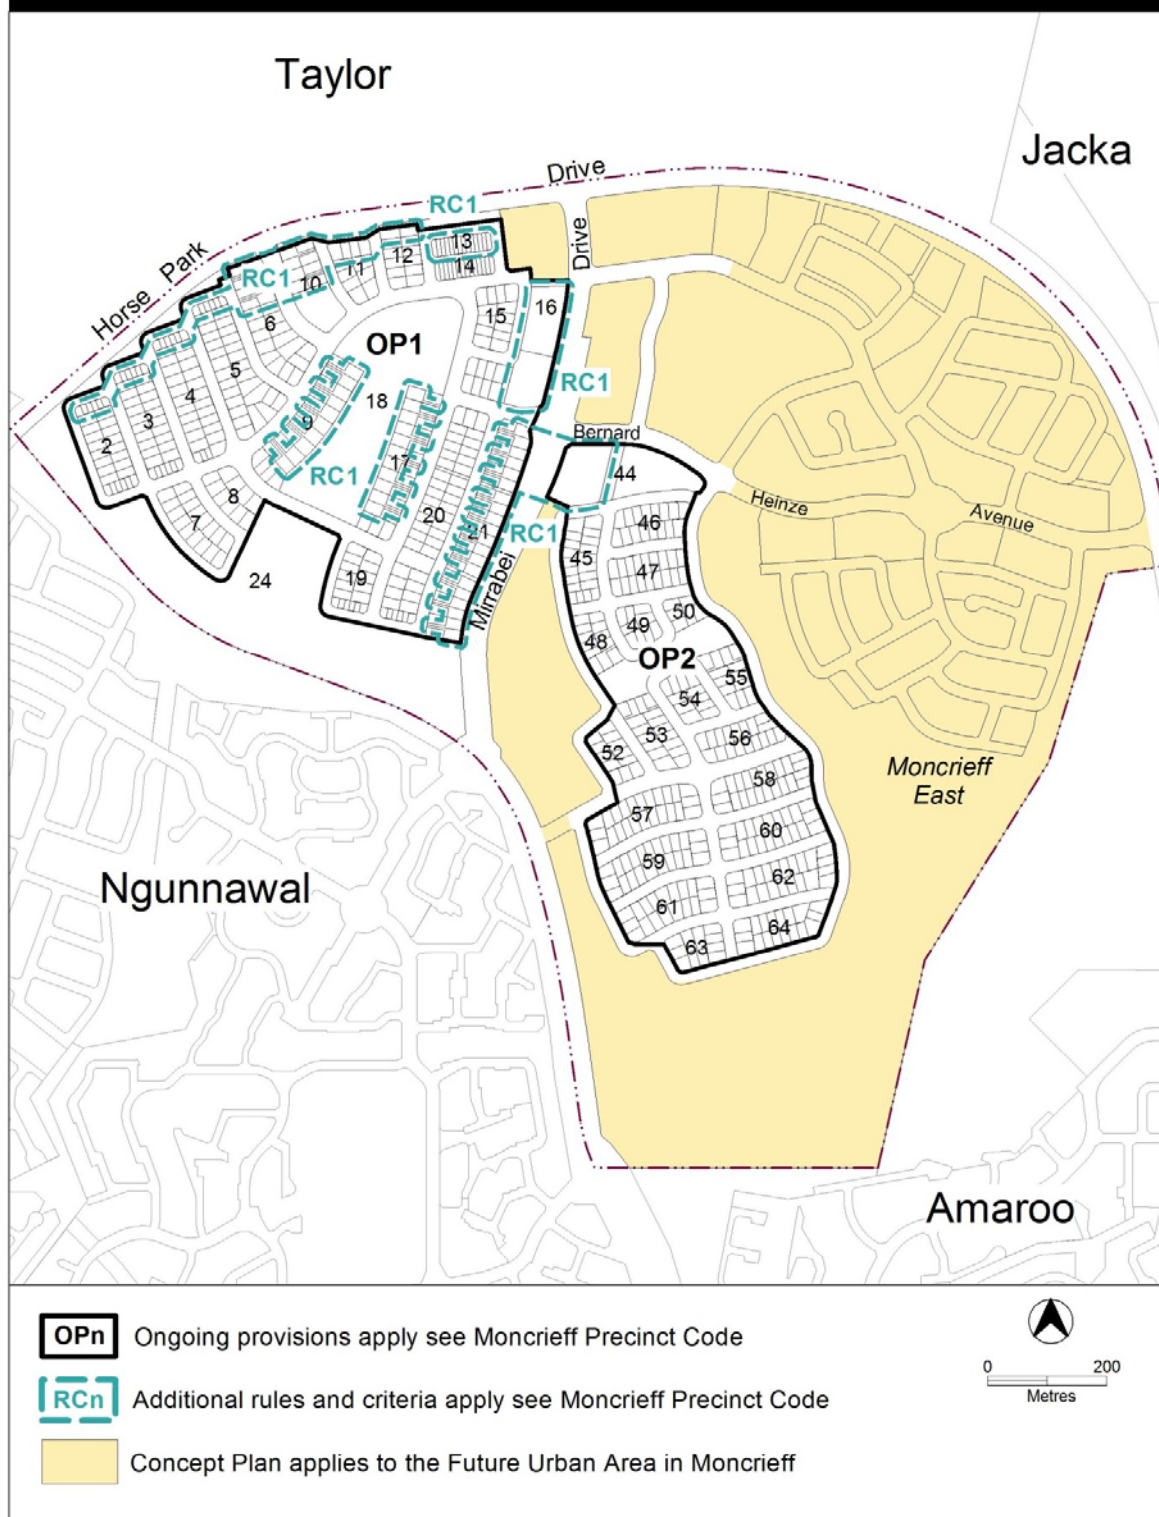 Taylor
Jacka
Drive
RC1
Drive
Horse Park
RC1
13
12
11
14
10
16
15
6
OP1
5
RC1
4
18
3
9
Bernard
2
17
RC1
44
8
Heinze
Avenue
20
46
7
21
RC1
45
24
19
47
Mirrabei
50
49
48
OP2
55
54
53
56
52
Moncrieff
East
58
57
60
59
62
Ngunnawal
61
64
63
Amaroo
OPn Ongoing provisions apply see Moncrieff Precinct Code
RCn Additional rules and criteria apply see Moncrieff Precinct Code
Concept Plan applies to the Future Urban Area in Moncrieff
0 200
Metres